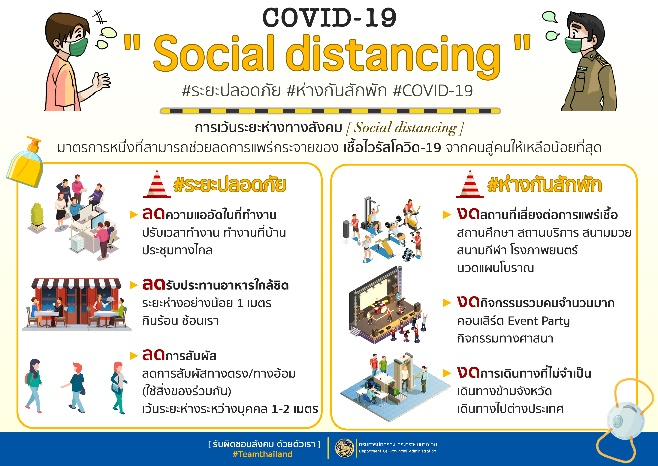 COVID-19
" Social distancing "
#ระยะปลอดภัย #ห่างกันสักพัก #COVID-19
การเว้นระยะห่างทางสังคม [ Social distancing ]
มาตรการหนึ่งที่สามารถช่วยลดการแพร่กระจายของ เชื้อไวรัสโควิด-19 จากคนสู่คนให้เหลือน้อยที่สุด
#ระยะปลอดภัย
ลดความแออัดในที่ทำงาน
ปรับเวลาทำงาน ทำงานที่บ้าน
ประชุมทางไกล
ลดรับประทานอาหารใกล้ชิด
ระยะห่างอย่างน้อย 1 เมตร
กินร้อน ช้อนเรา
ลดการสัมผัส
ลดการสัมผัสทางตรง/ทางอ้อม
(ใช้สิ่งของร่วมกัน)
เว้นระยะห่างระหว่างบุคคล 1-2 เมตร
#ห่างกันสักพัก
งดสถานที่เสี่ยงต่อการแพร่เชื้อ
สถานศึกษา สถานบริการ สนามมวย
สนามกีฬา โรงภาพยนตร์
นวดแผนโบราณ
งดกิจกรรมรวมคนจำนวนมาก
คอนเสิร์ต Event Party
กิจกรรมทางศาสนา
งดการเดินทางที่ไม่จำเป็น
เดินทางข้ามจังหวัด
เดินทางไปต่างประเทศ
[ รับผิดชอบสังคม ด้วยตัวเรา ]
#Teamthailand
Department Of Provincial Administration